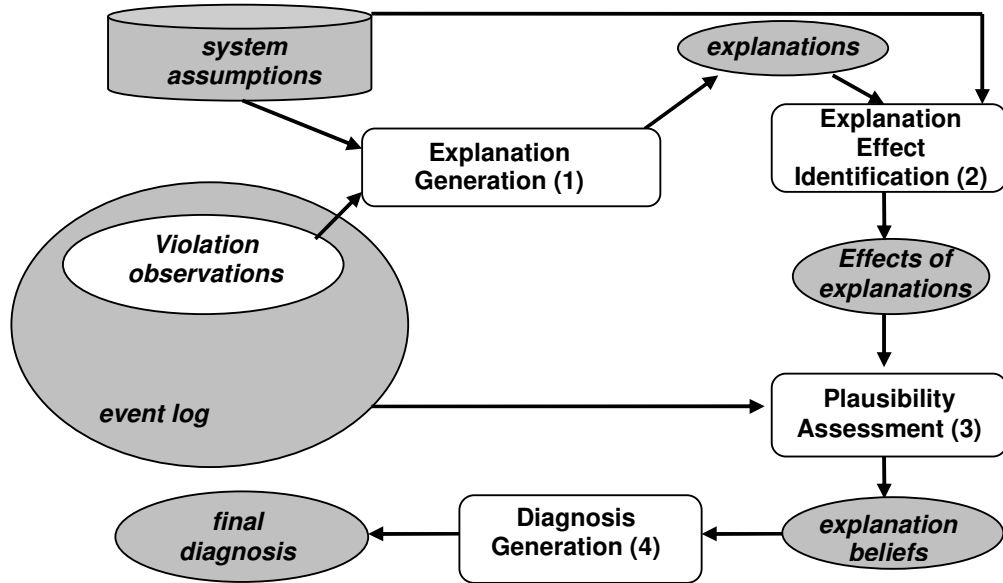 system
assumptions
explanations
Explanation
Generation (1)
Explanation
Effect
Identification (2)
Violation
observations
Effects of
explanations
event log
Plausibility
Assessment (3)
final
diagnosis
Diagnosis
Generation (4)
explanation
beliefs